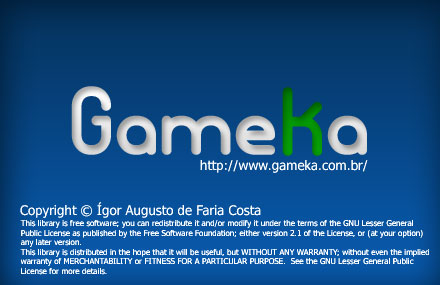 GameKa
http://www.gameka.com.br/
Copyright © Ígor Augusto de Faria Costa
This library is free software; you can redistribute it and/or modify it under the terms of the GNU Lesser General
Public License as published by the Free Software Foundation; either version 2.1 of the License, or (at your option)
any later version.
This library is distributed in the hope that it will be useful, but WITHOUT ANY WARRANTY; without even the implied
warranty of MERCHANTABILITY or FITNESS FOR A PARTICULAR PURPOSE.  See the GNU Lesser General Public
License for more details.